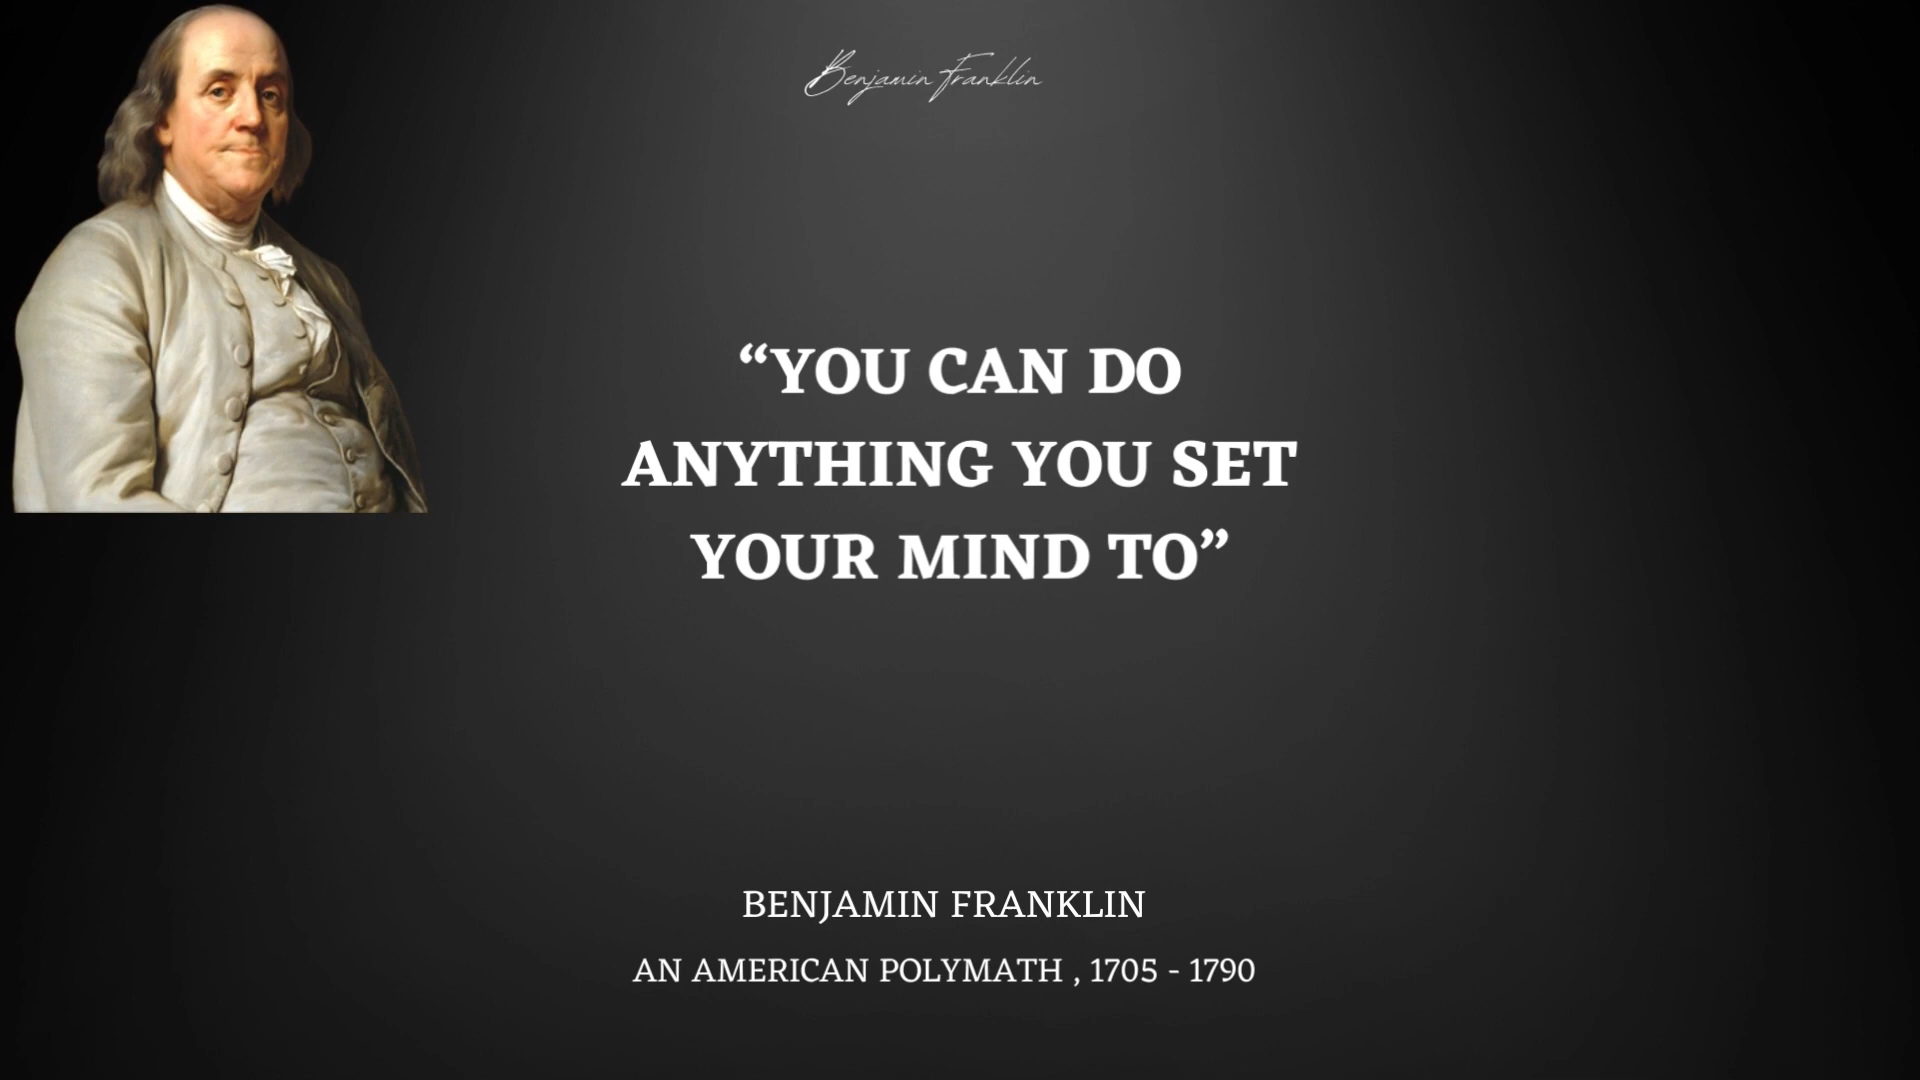 Benjamin Franklin
“YOU CAN DO
ANYTHING YOU SET
YOUR MIND TO”
BENJAMIN FRANKLIN
AN AMERICAN POLYMATH , 1705 - 1790